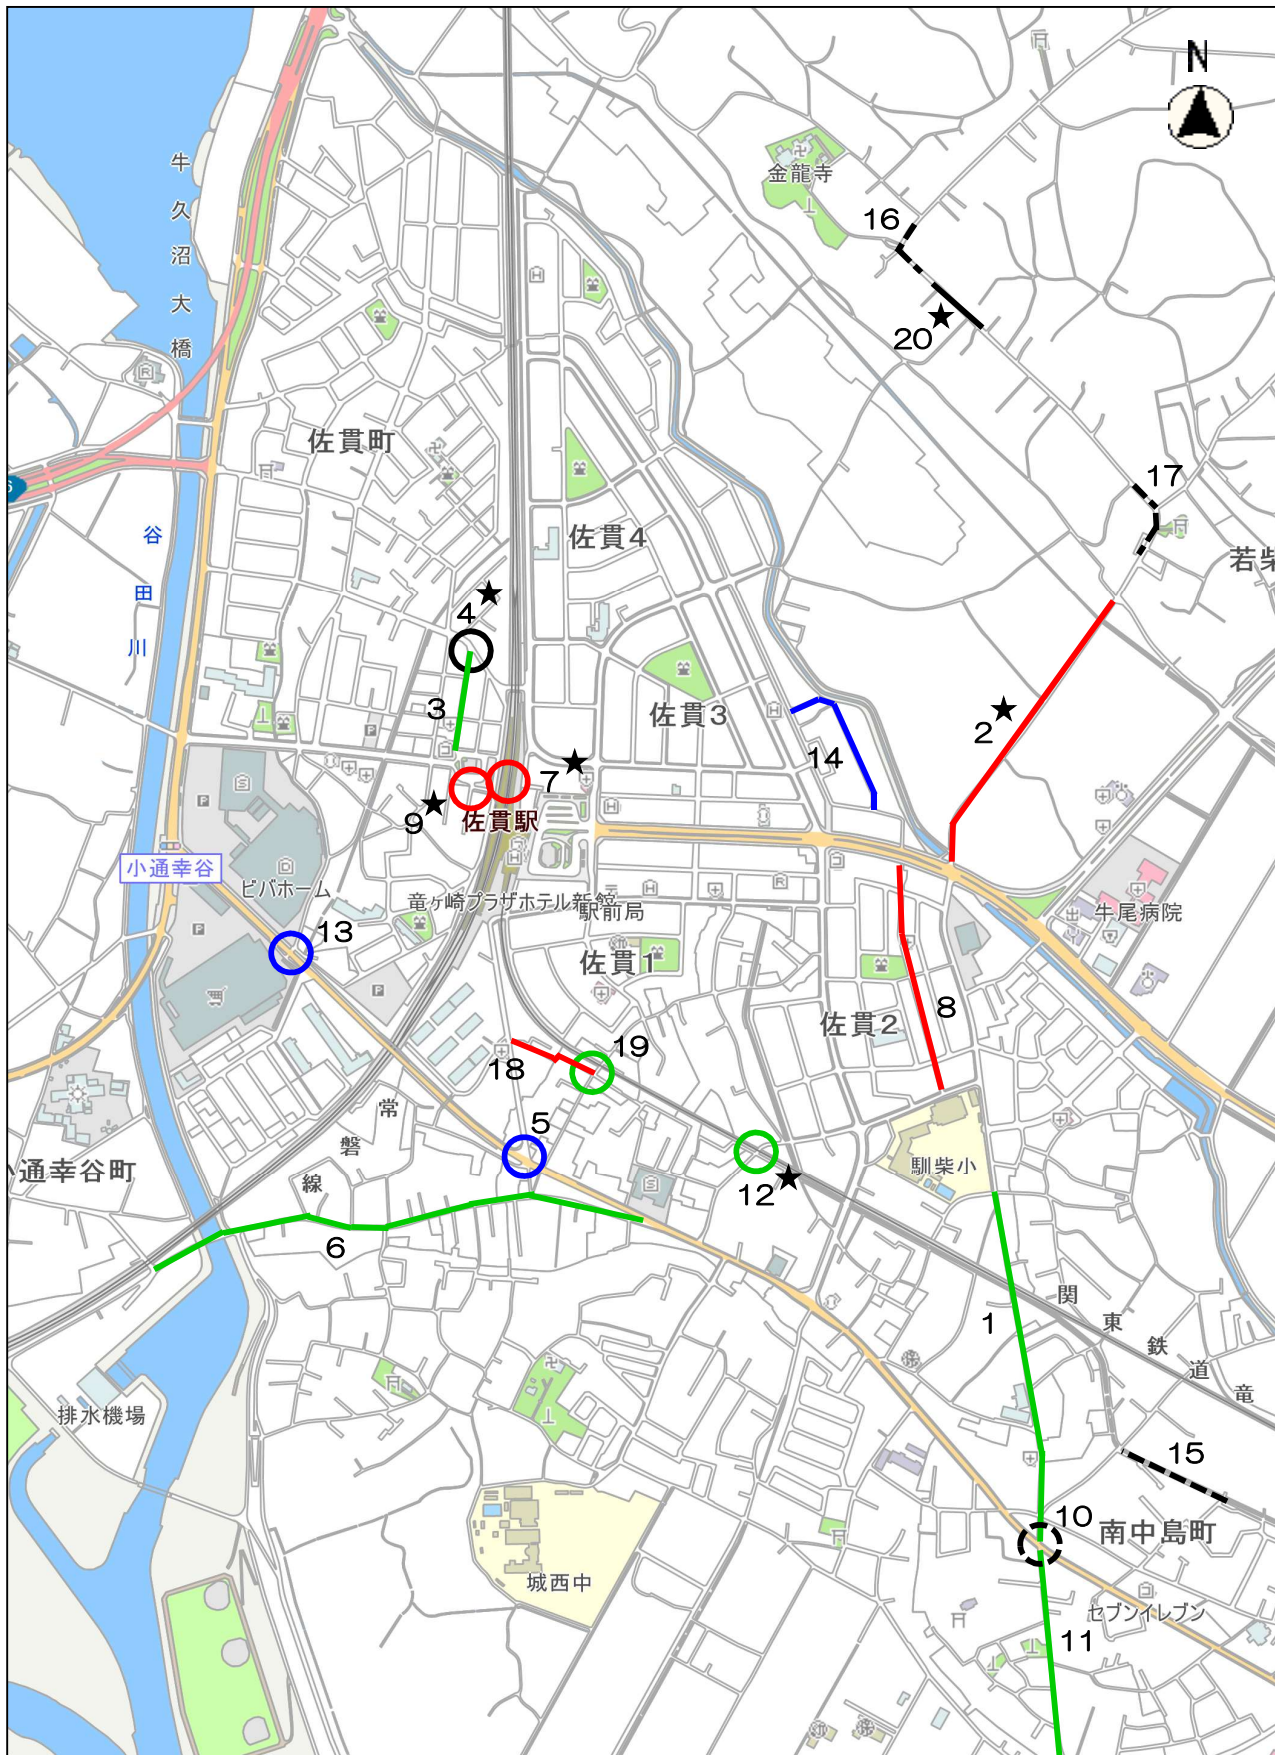 N
牛久沼大橋
金龍寺
16
20
佐貫町
17
6
谷田川
佐貫4
若柴
4
3
佐貫3
2
14
7
9
佐貫駅
小通幸谷
ビバホーム
竜ヶ崎プラザホテル新館
駅前局
牛尾病院
13
佐貫1
佐貫2
8
19
18
常磐線
5
小通幸谷町
馴柴小
12
6
1
関東鉄道竜
排水機場
15
10
南中島町
城西中
セブンイレブン
11